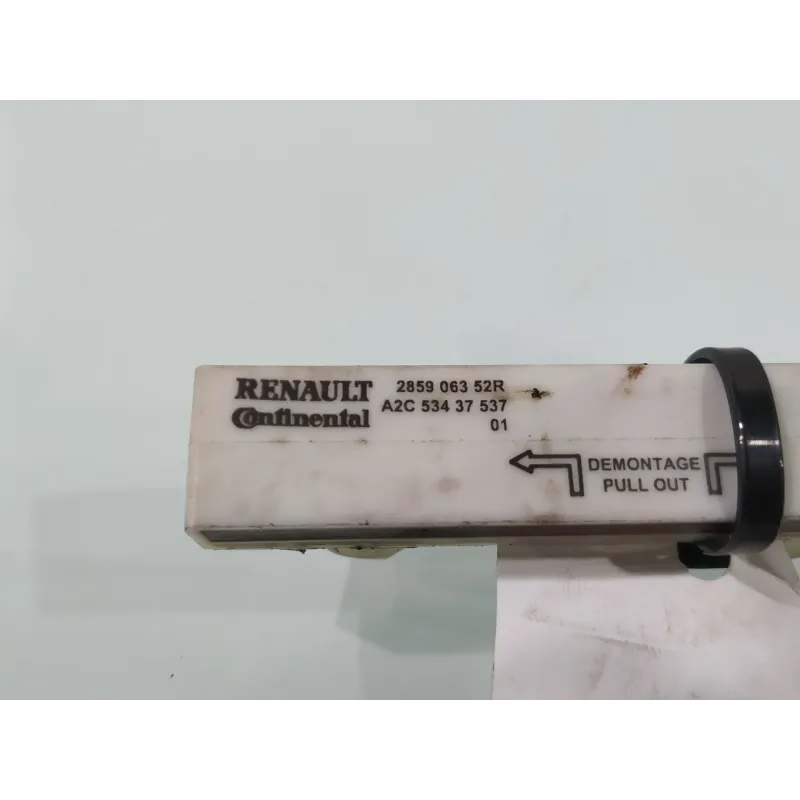 RENAULT 2859 063 52R
Continental A2C 534 37 537
01
DEMONTAGE
PULL OUT